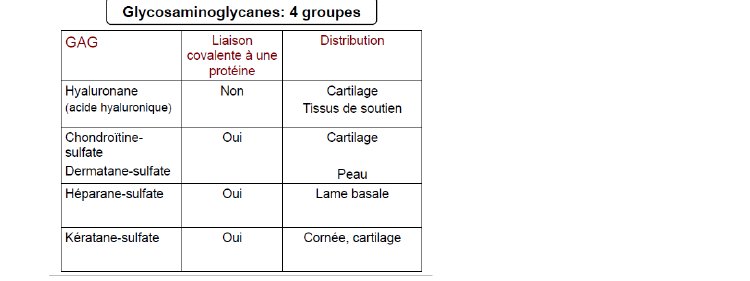 Glycosaminoglycanes: 4 groupes
GAG
Liaison
covalente à une
protéine
Distribution
Hyaluronane
(acide hyaluronique)
Non
Cartilage
Tissus de soutien
Chondroïtine-
sulfate
Dermatane-sulfate
Oui
Cartilage
Peau
Héparane-sulfate
Oui
Lame basale
Kératane-sulfate
Oui
Cornée, cartilage